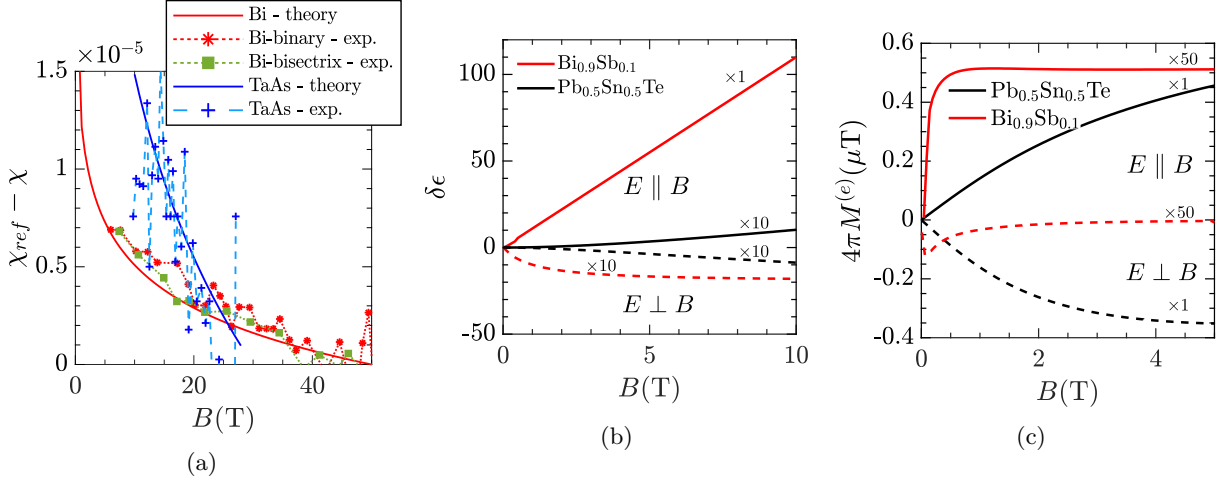 Bi - theory
Bi-binary - exp.
Bi-bisectrix - exp.
TaAs - theory
TaAs - exp.
×10⁻⁵
1.5
1
0.5
0
χ_ref − χ
0 20 40
B(T)
(a)
100
50
0
-50
δϵ
Bi₀.₉Sb₀.₁
Pb₀.₅Sn₀.₅Te
×1
E ∥ B
×10
×10
×10
E ⊥ B
0 5 10
B(T)
(b)
0.6
0.4
0.2
0
-0.2
-0.4
4πM⁽ᵉ⁾(μT)
×50
Pb₀.₅Sn₀.₅Te
×1
Bi₀.₉Sb₀.₁
E ∥ B
×50
E ⊥ B
×1
0 2 4
B(T)
(c)